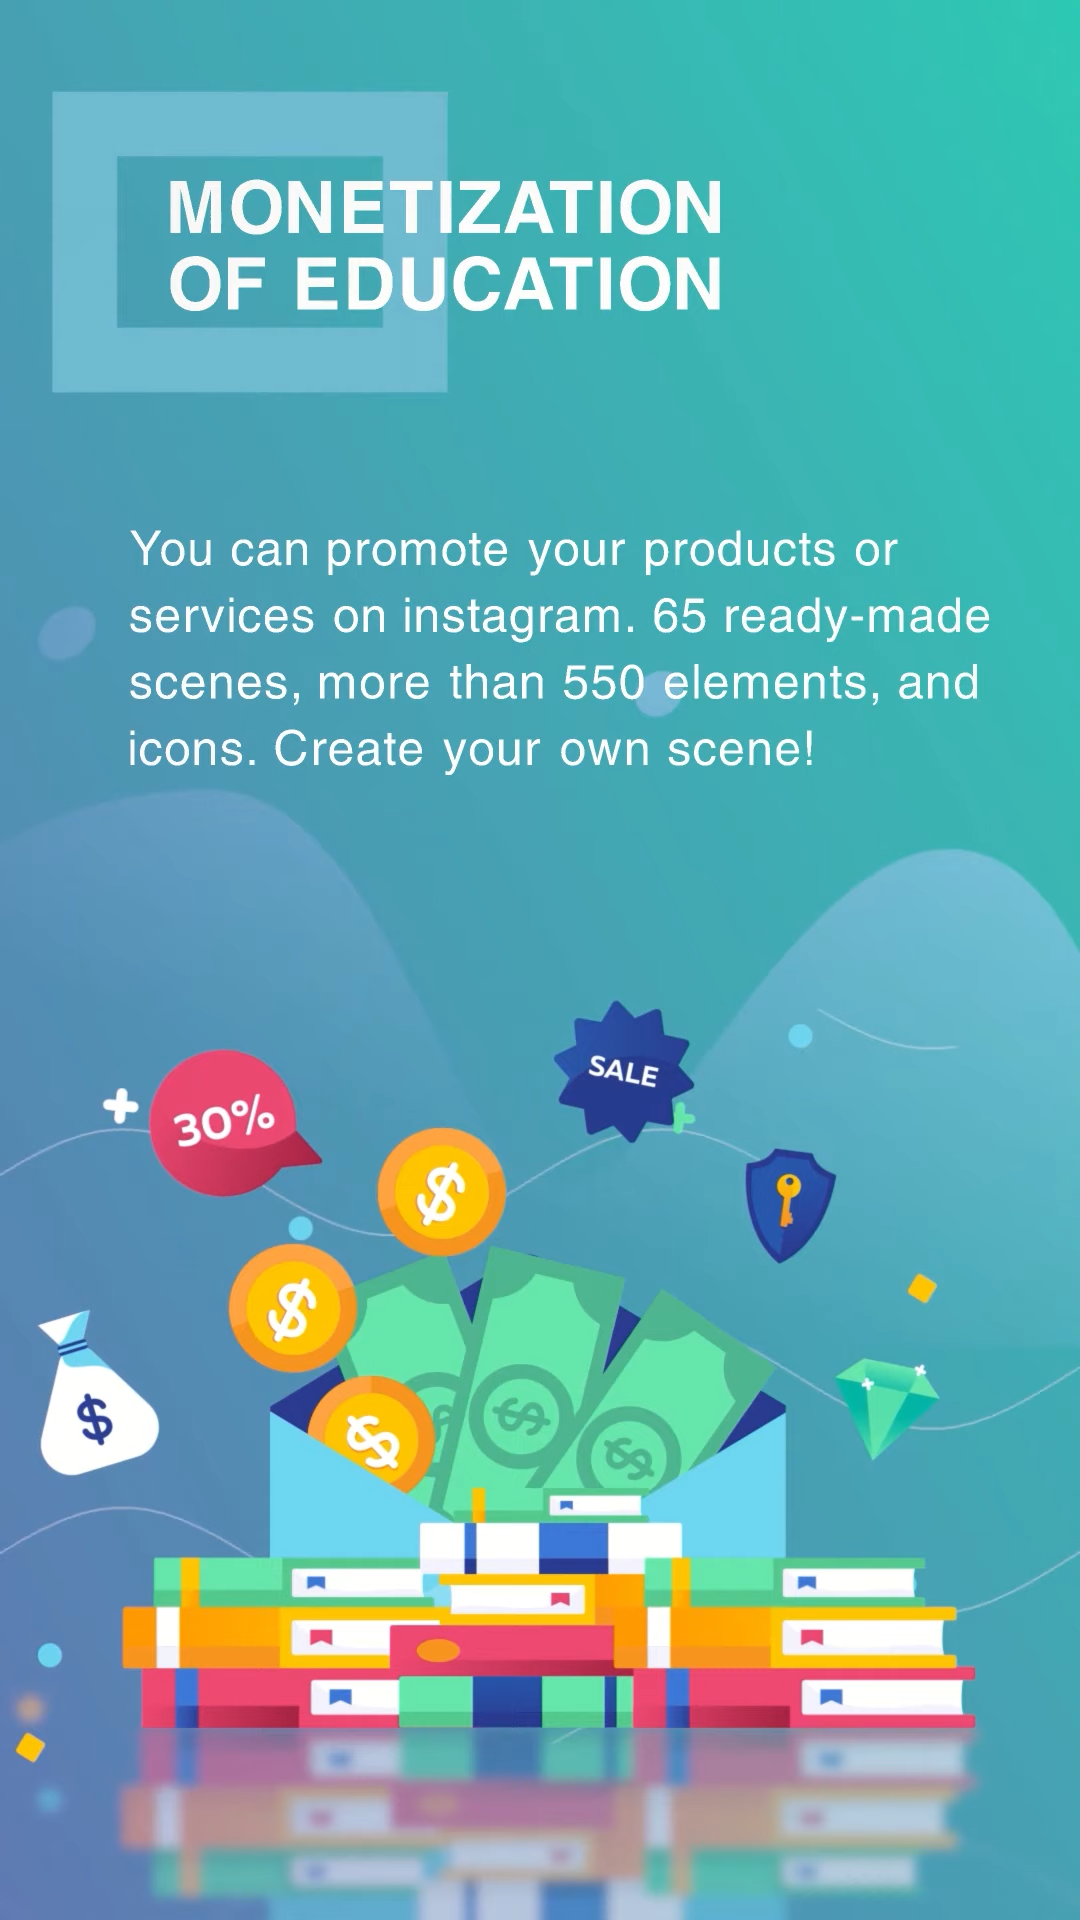 MONETIZATION
OF EDUCATION
You can promote your products or
services on instagram. 65 ready-made
scenes, more than 550 elements, and
icons. Create your own scene!
SALE
30%
$
$
$
$
$
$
$